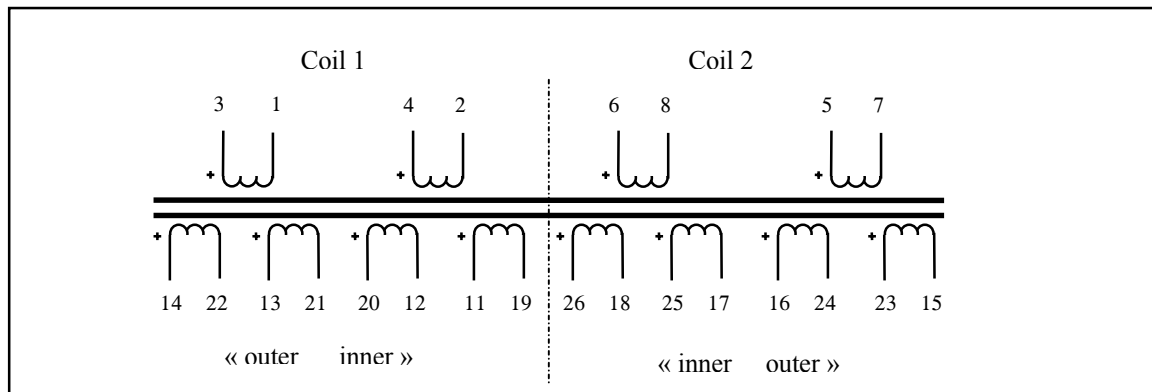 Coil 1 Coil 2
3 1 4 2 6 8 5 7
+ + + +
+ + + + + + + +
14 22 13 21 20 12 11 19 26 18 25 17 16 24 23 15
« outer inner » « inner outer »